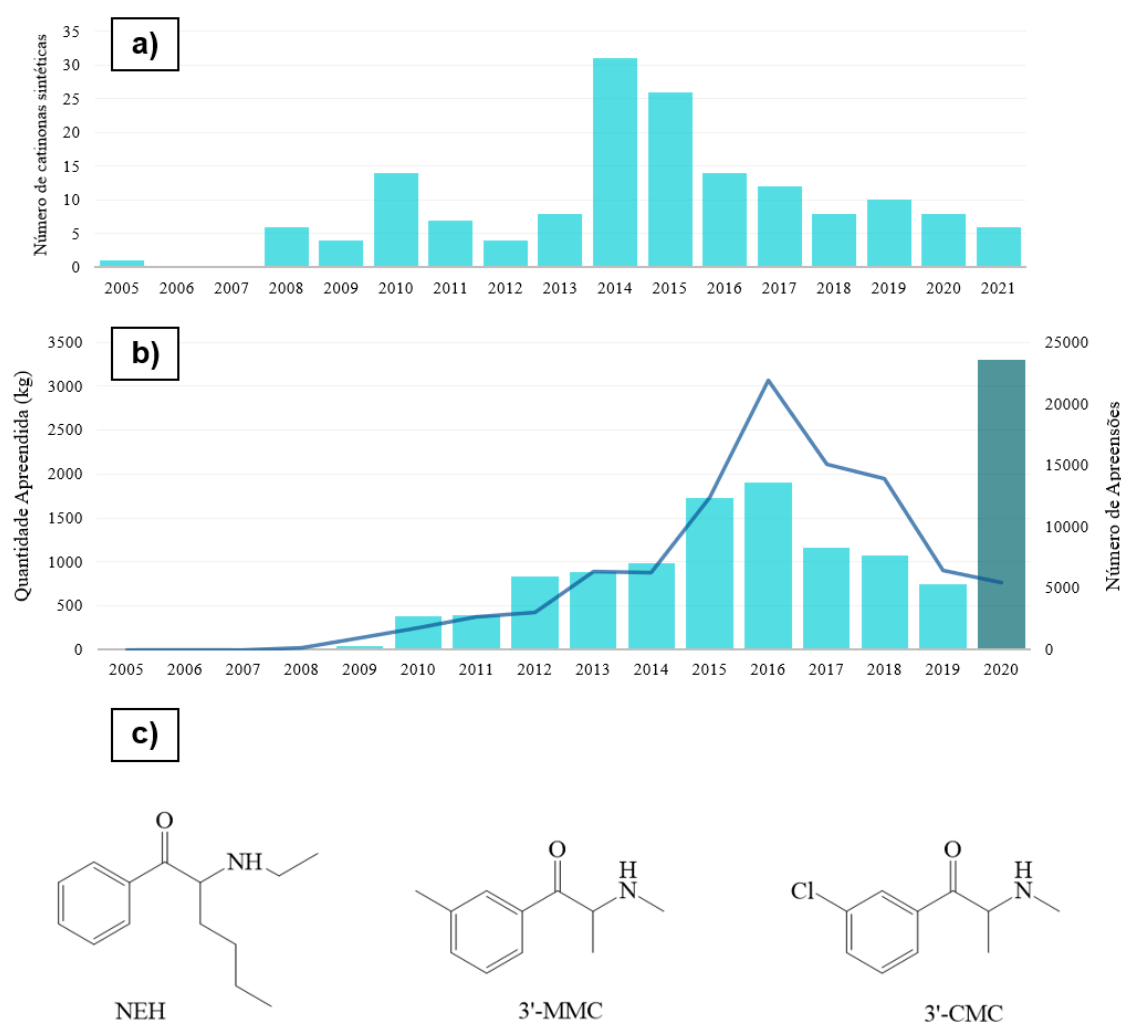 a)
Número de catinonas sintéticas
35
30
25
20
15
10
5
0
2005 2006 2007 2008 2009 2010 2011 2012 2013 2014 2015 2016 2017 2018 2019 2020 2021
b)
Quantidade Apreendida (kg)
3500
3000
2500
2000
1500
1000
500
0
25000
20000
15000
10000
5000
0
Número de Apreensões
2005 2006 2007 2008 2009 2010 2011 2012 2013 2014 2015 2016 2017 2018 2019 2020
c)
O
NH
NEH
O
H
N
3'-MMC
Cl
O
H
N
3'-CMC